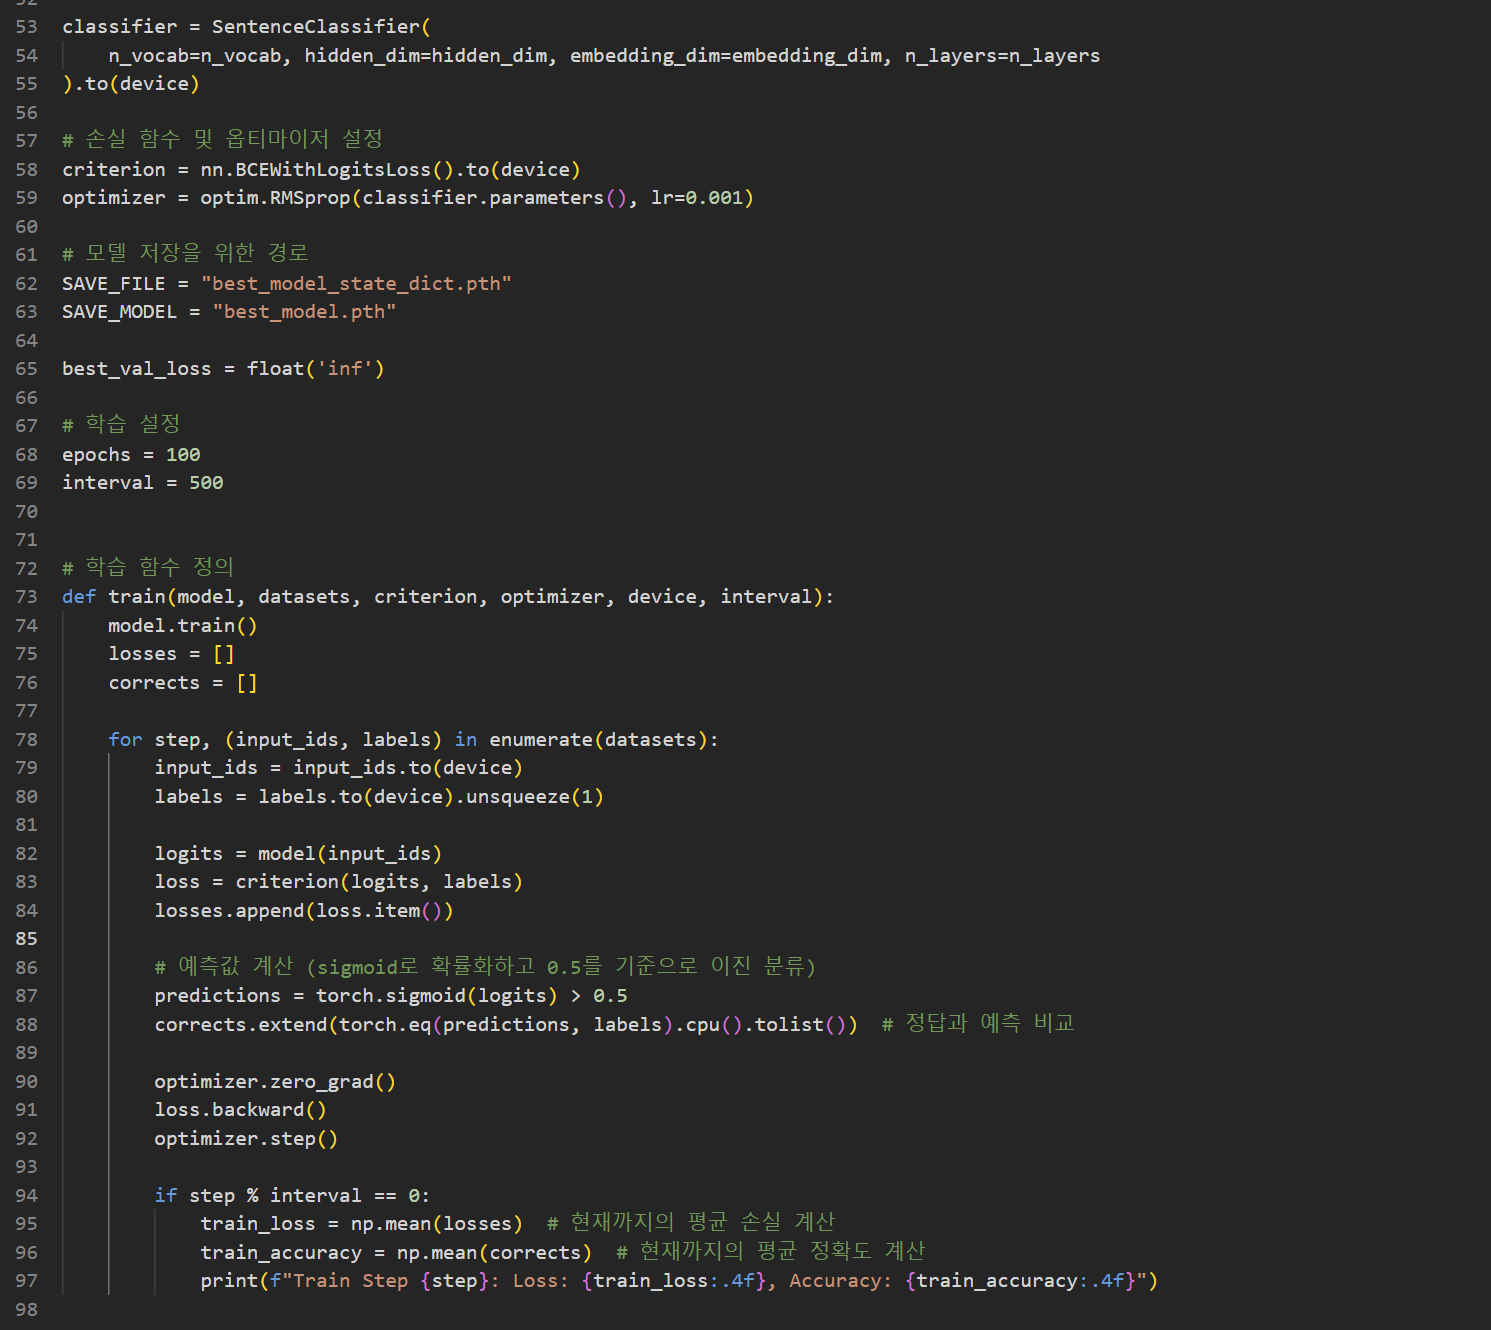 53 classifier = SentenceClassifier(
54     n_vocab=n_vocab, hidden_dim=hidden_dim, embedding_dim=embedding_dim, n_layers=n_layers
55 ).to(device)
56
57 # 손실 함수 및 옵티마이저 설정
58 criterion = nn.BCEWithLogitsLoss().to(device)
59 optimizer = optim.RMSprop(classifier.parameters(), lr=0.001)
60
61 # 모델 저장을 위한 경로
62 SAVE_FILE = "best_model_state_dict.pth"
63 SAVE_MODEL = "best_model.pth"
64
65 best_val_loss = float('inf')
66
67 # 학습 설정
68 epochs = 100
69 interval = 500
70
71
72 # 학습 함수 정의
73 def train(model, datasets, criterion, optimizer, device, interval):
74     model.train()
75     losses = []
76     corrects = []
77
78     for step, (input_ids, labels) in enumerate(datasets):
79         input_ids = input_ids.to(device)
80         labels = labels.to(device).unsqueeze(1)
81
82         logits = model(input_ids)
83         loss = criterion(logits, labels)
84         losses.append(loss.item())
85
86         # 예측값 계산 (sigmoid로 확률화하고 0.5를 기준으로 이진 분류)
87         predictions = torch.sigmoid(logits) > 0.5
88         corrects.extend(torch.eq(predictions, labels).cpu().tolist())  # 정답과 예측 비교
89
90         optimizer.zero_grad()
91         loss.backward()
92         optimizer.step()
93
94         if step % interval == 0:
95             train_loss = np.mean(losses)  # 현재까지의 평균 손실 계산
96             train_accuracy = np.mean(corrects)  # 현재까지의 평균 정확도 계산
97             print(f"Train Step {step}: Loss: {train_loss:.4f}, Accuracy: {train_accuracy:.4f}")
98